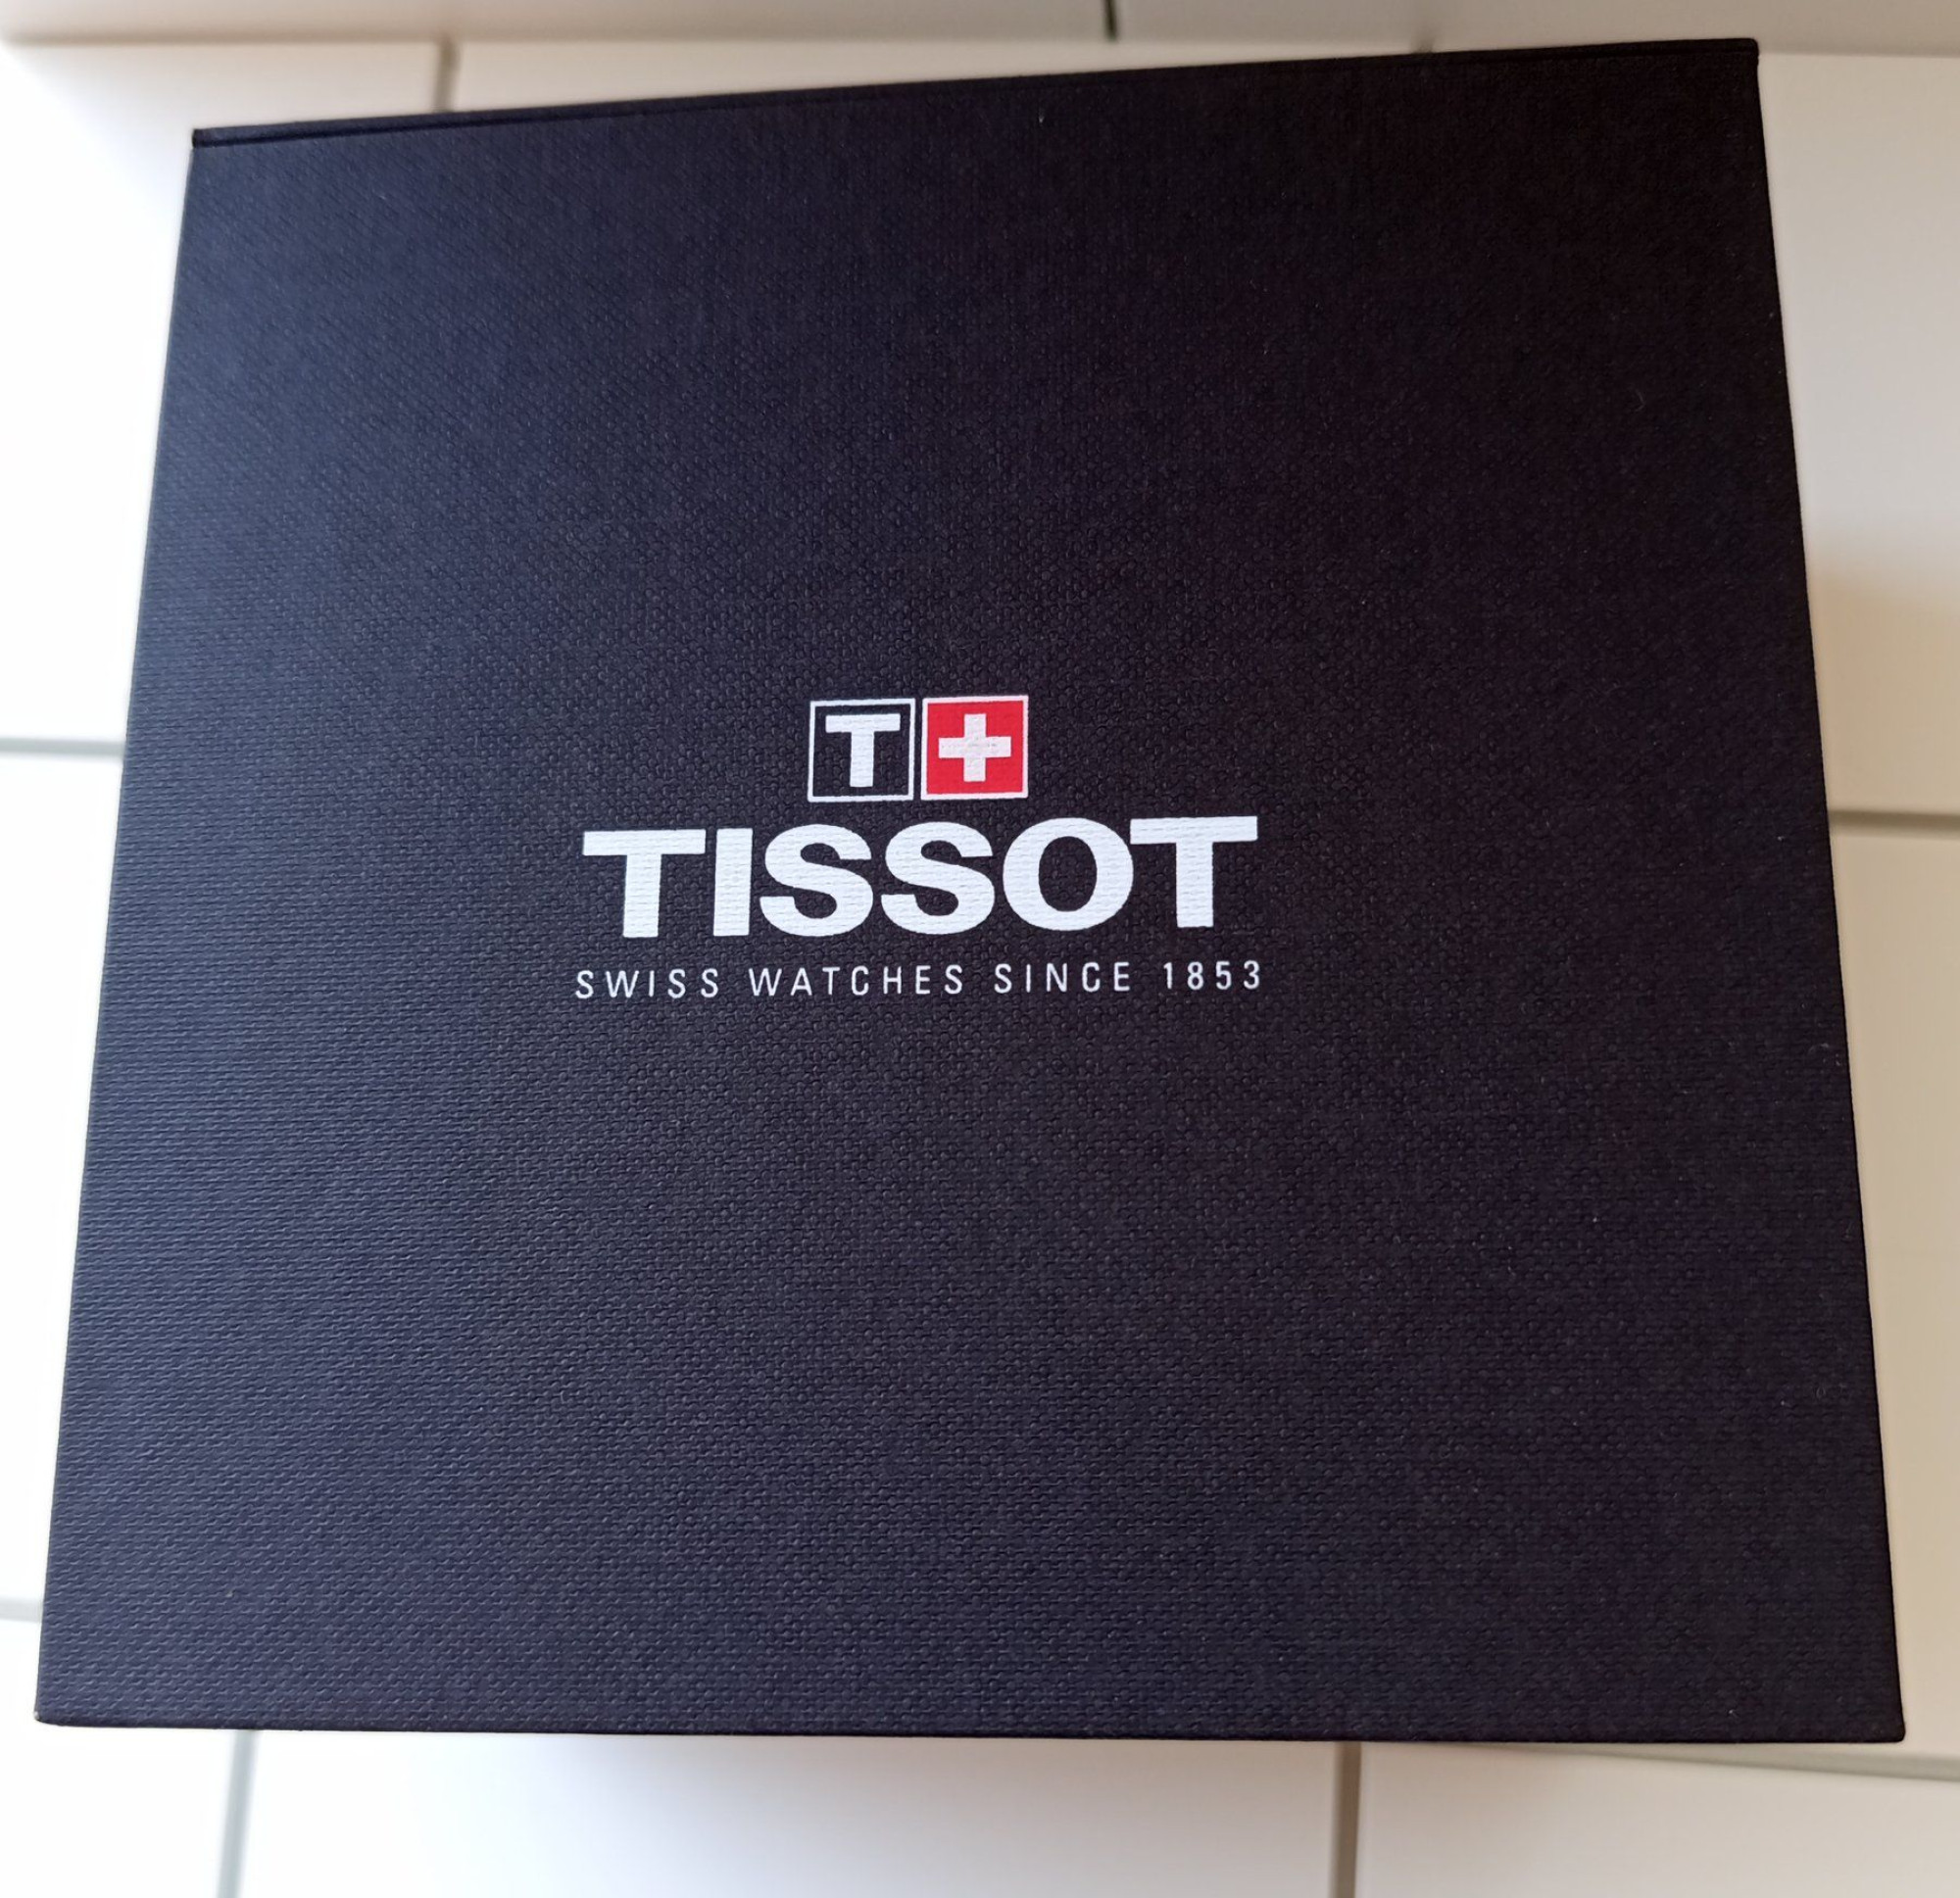 T+
TISSOT
SWISS WATCHES SINCE 1853